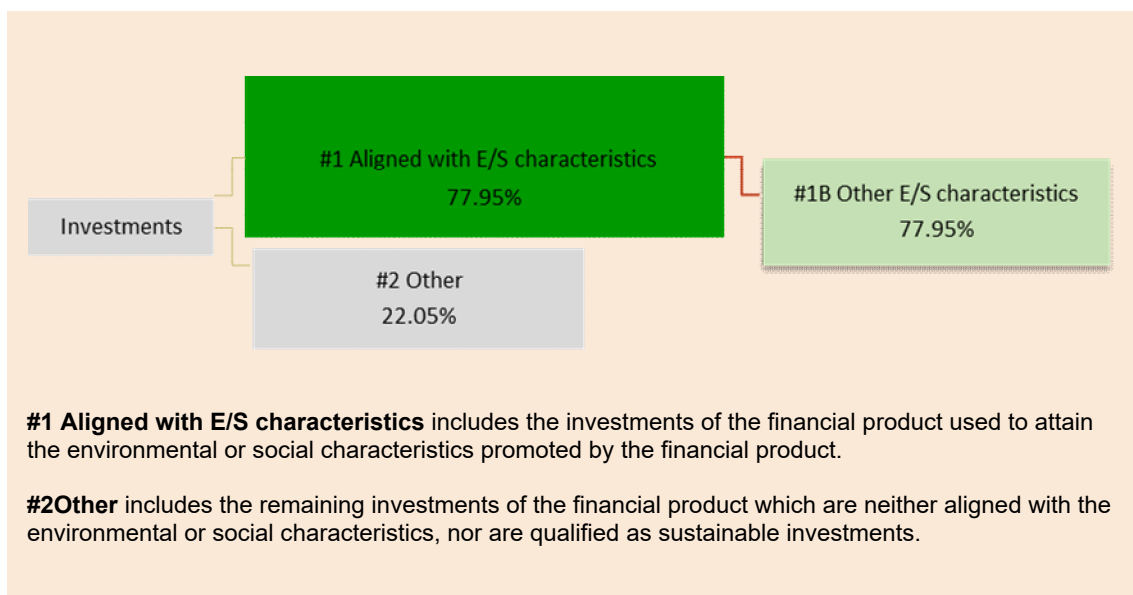 #1 Aligned with E/S characteristics
77.95%
#1B Other E/S characteristics
77.95%
Investments
#2 Other
22.05%
#1 Aligned with E/S characteristics includes the investments of the financial product used to attain
the environmental or social characteristics promoted by the financial product.
#2Other includes the remaining investments of the financial product which are neither aligned with the
environmental or social characteristics, nor are qualified as sustainable investments.